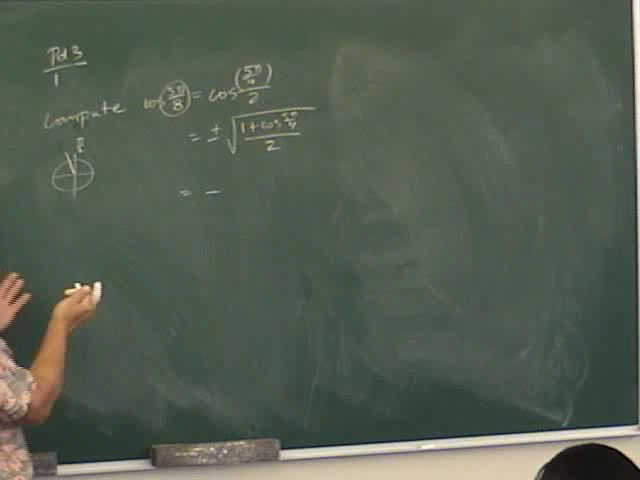 Pd 3
1
compute cos 5π/8 = cos (5π/4)/2
= ± √((1 + cos 5π/4)/2)
= −